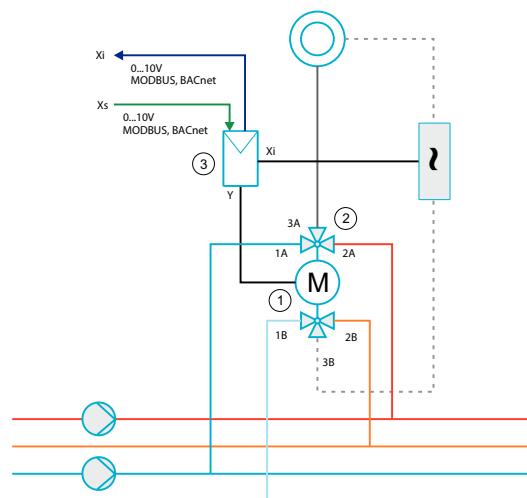 Xi
0...10V
MODBUS, BACnet
Xs
0...10V
MODBUS, BACnet
3
Xi
~
Y
3A
2
1A
2A
M
1
1B
2B
3B